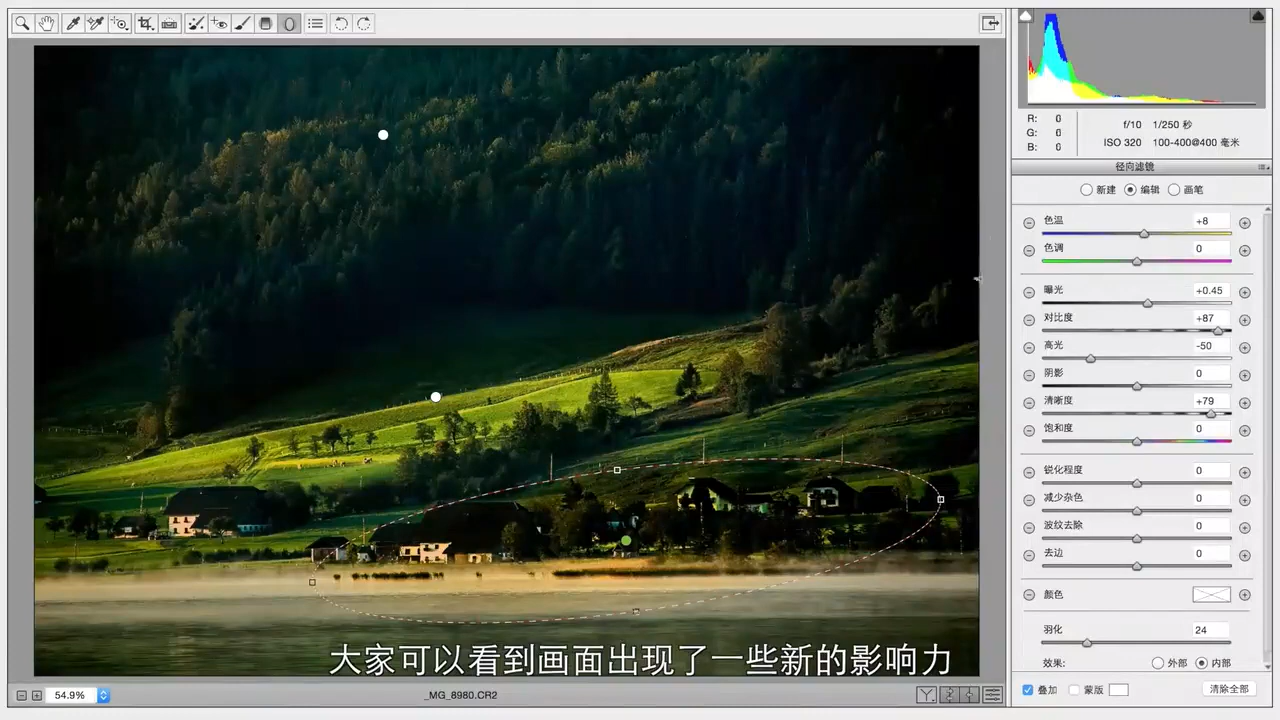 R: 0
G: 0
B: 0
f/10 1/250 秒
ISO 320 100-400@400 毫米
径向滤镜
新建 编辑 画笔
色温 +8
色调 0
曝光 +0.45
对比度 +87
高光 -50
阴影 0
清晰度 +79
饱和度 0
锐化程度 0
减少杂色 0
波纹去除 0
去边 0
颜色
羽化 24
效果: 外部 内部
大家可以看到画面出现了一些新的影响力
54.9% _MG_8980.CR2
叠加 蒙版 清除全部